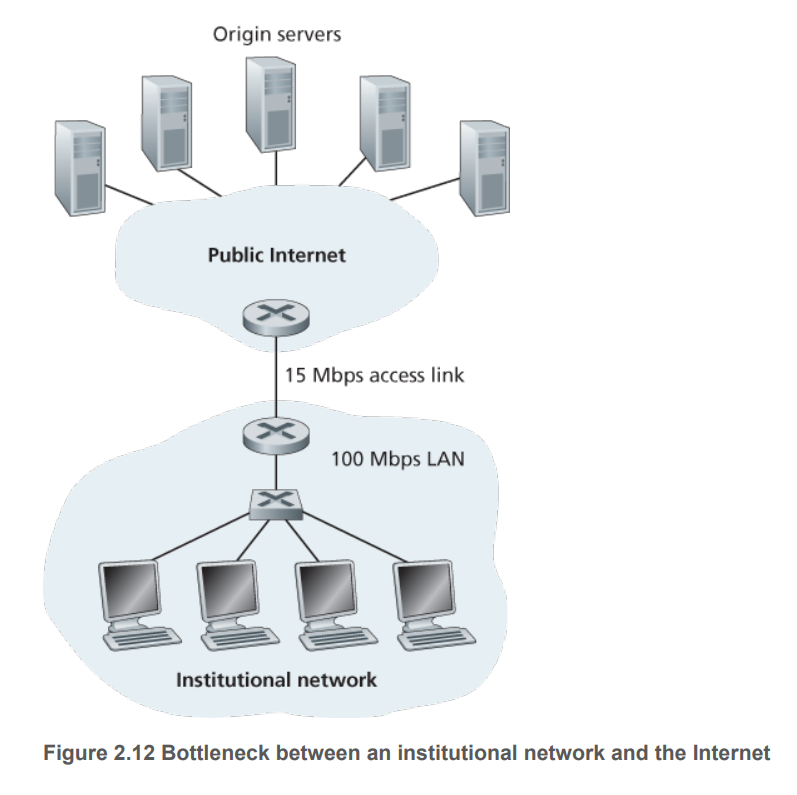 Origin servers
Public Internet
15 Mbps access link
100 Mbps LAN
Institutional network
Figure 2.12 Bottleneck between an institutional network and the Internet